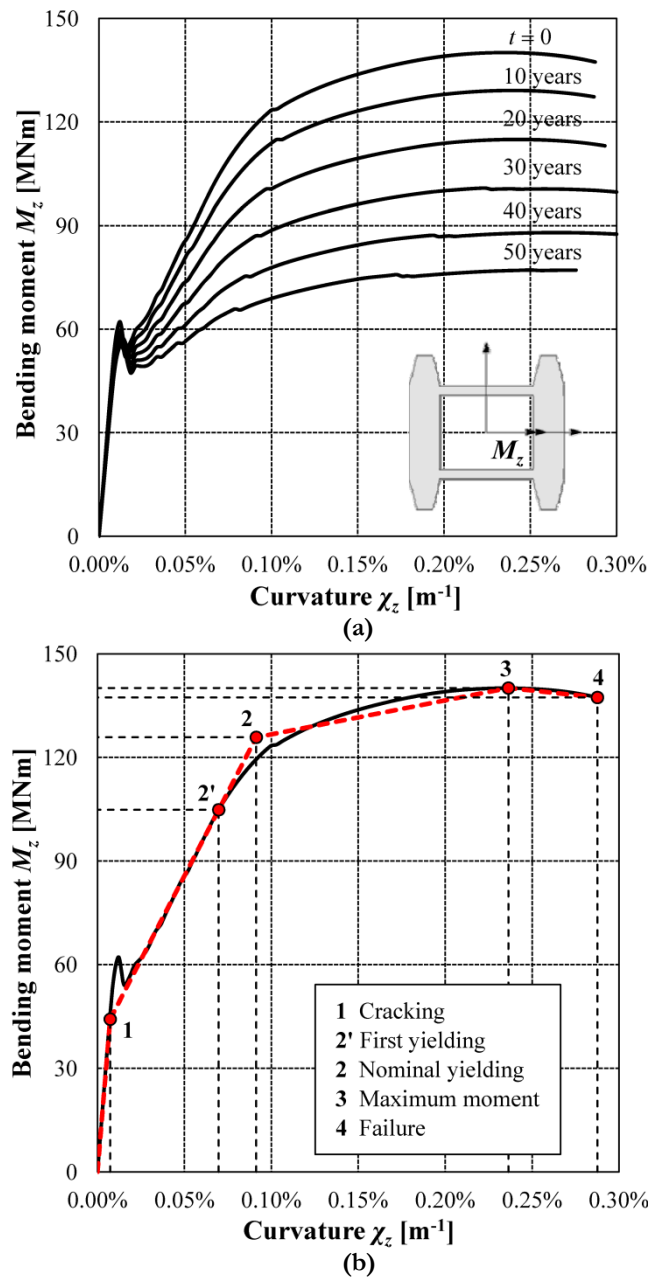 150
120
90
60
30
0
Bending moment M_z [MNm]
t = 0
10 years
20 years
30 years
40 years
50 years
M_z
0.00% 0.05% 0.10% 0.15% 0.20% 0.25% 0.30%
Curvature χ_z [m⁻¹]
(a)
150
120
90
60
30
0
Bending moment M_z [MNm]
1
2'
2
3
4
1 Cracking
2' First yielding
2 Nominal yielding
3 Maximum moment
4 Failure
0.00% 0.05% 0.10% 0.15% 0.20% 0.25% 0.30%
Curvature χ_z [m⁻¹]
(b)